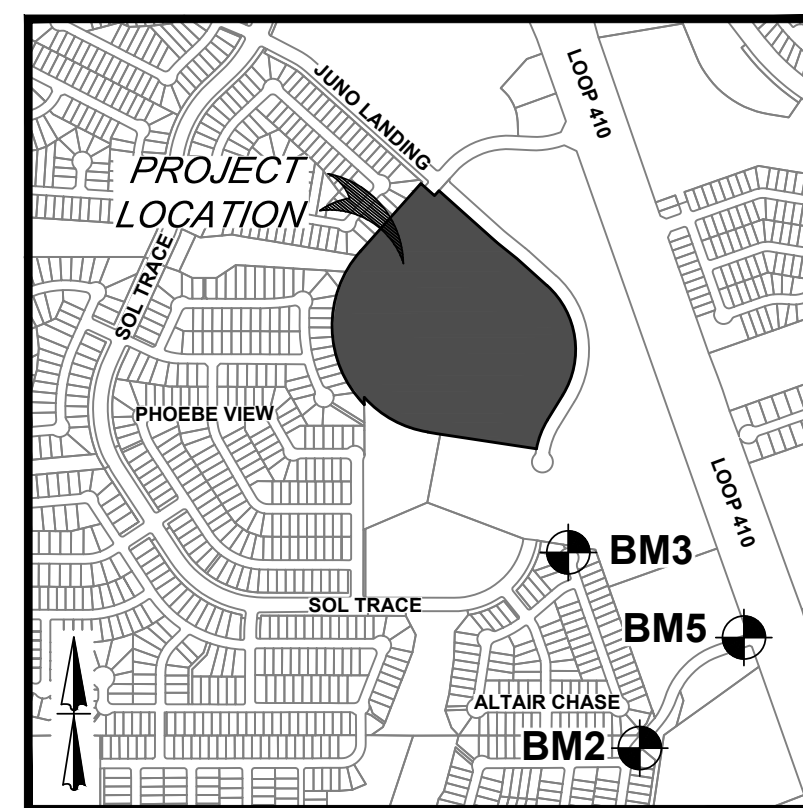 JUNO LANDING
LOOP 410
PROJECT
LOCATION
SOL TRACE
PHOEBE VIEW
LOOP 410
BM3
SOL TRACE
BM5
ALTAIR CHASE
BM2